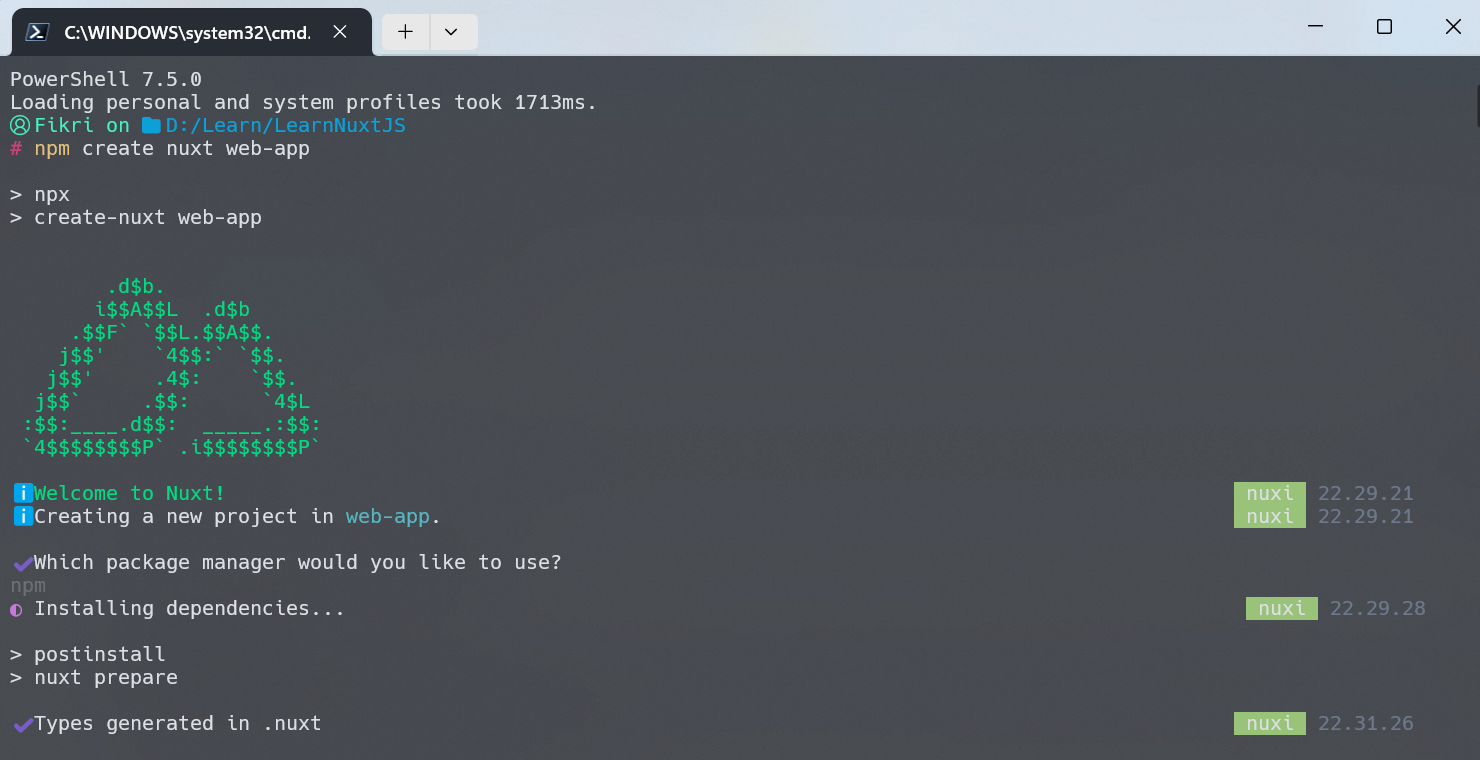 C:\WINDOWS\system32\cmd.
PowerShell 7.5.0
Loading personal and system profiles took 1713ms.
Fikri on D:/Learn/LearnNuxtJS
# npm create nuxt web-app
> npx
> create-nuxt web-app
        .d$b.
       i$$A$$L  .d$b
     .$$F` `$$L.$$A$$.
    j$$'    `4$$:` `$$.
   j$$'     .4$:    `$$.
  j$$`     .$$:      `4$L
 :$$:____.d$$:  _____.:$$:
 `4$$$$$$$$P` .i$$$$$$$$P`
Welcome to Nuxt! nuxi 22.29.21
Creating a new project in web-app. nuxi 22.29.21
Which package manager would you like to use?
npm
Installing dependencies... nuxi 22.29.28
> postinstall
> nuxt prepare
Types generated in .nuxt nuxi 22.31.26